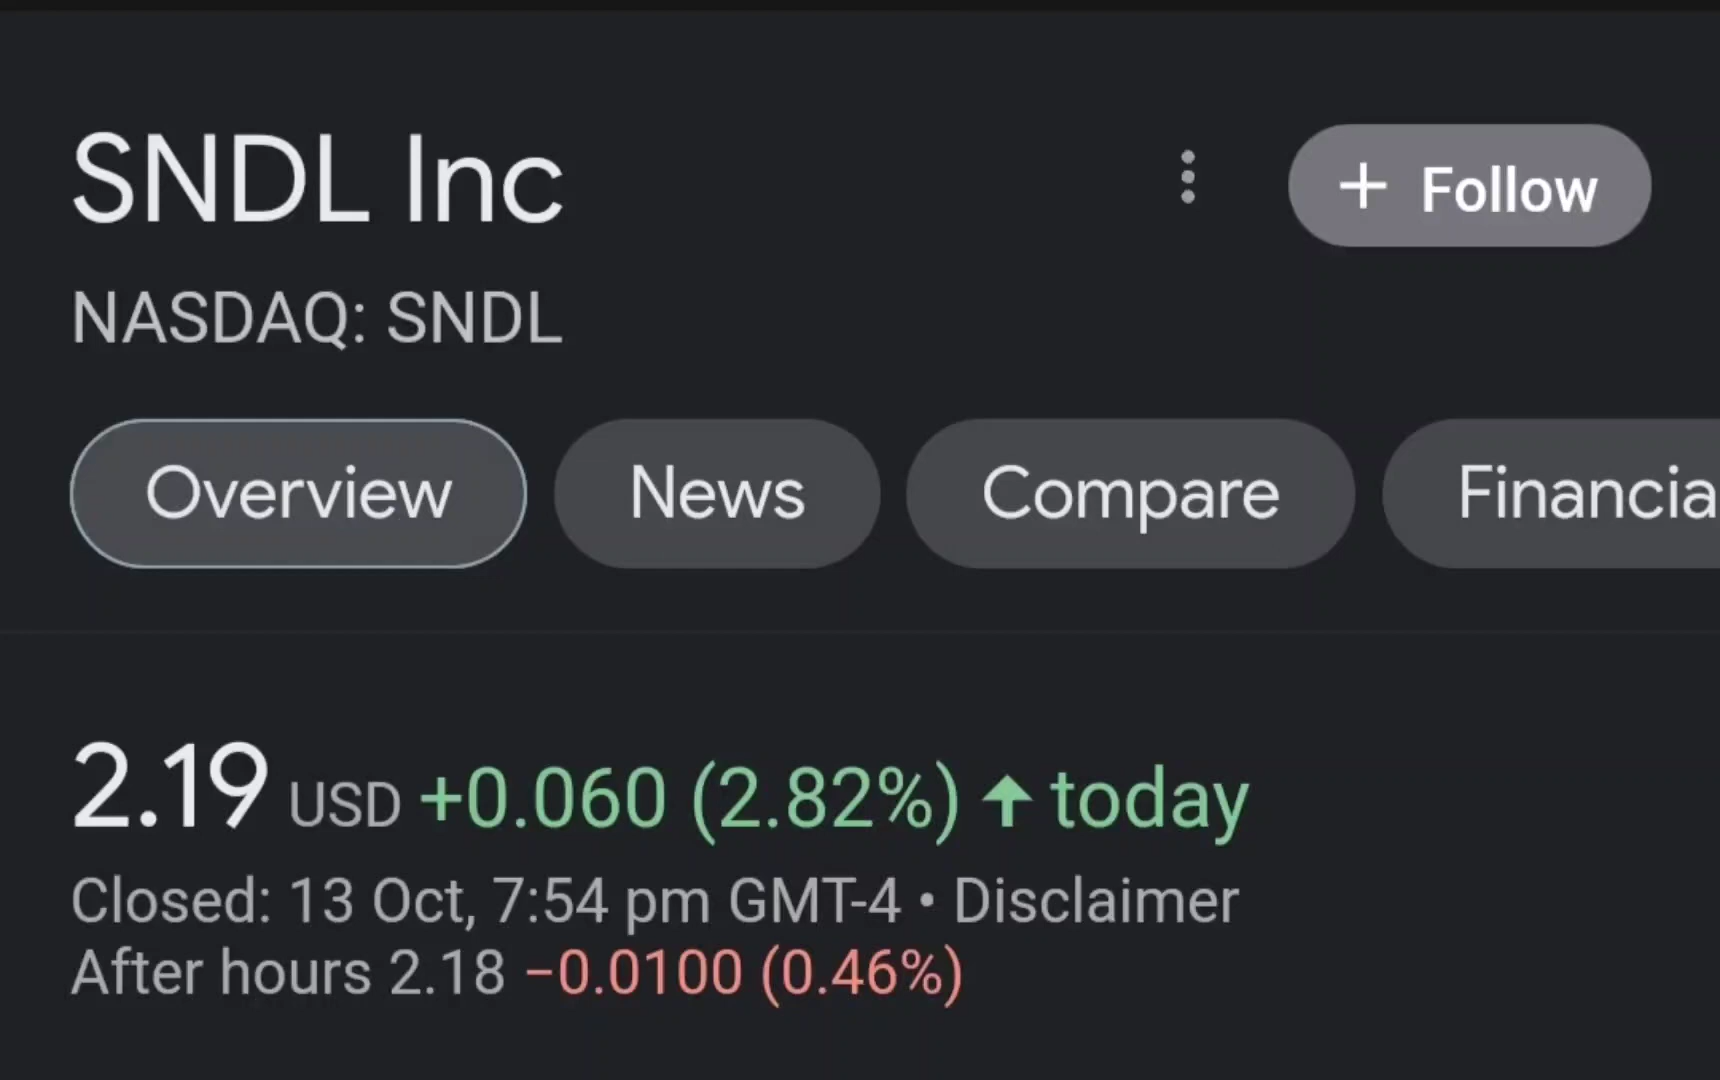 SNDL Inc
+ Follow
NASDAQ: SNDL
Overview News Compare Financia
2.19 USD +0.060 (2.82%) ↑ today
Closed: 13 Oct, 7:54 pm GMT-4 • Disclaimer
After hours 2.18 −0.0100 (0.46%)